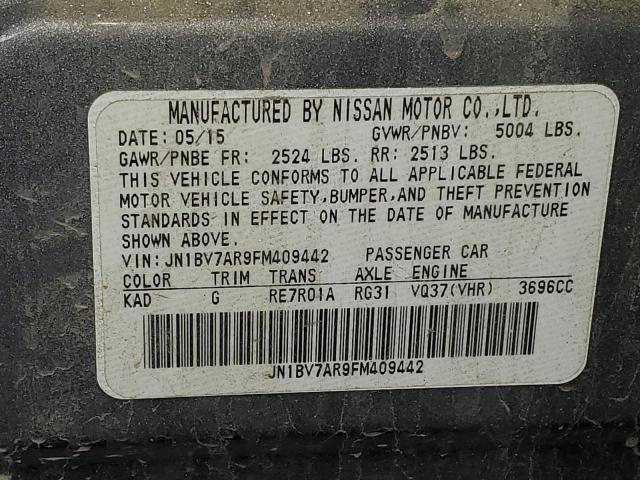 MANUFACTURED BY NISSAN MOTOR CO.,LTD.
DATE: 05/15 GVWR/PNBV: 5004 LBS.
GAWR/PNBE FR: 2524 LBS. RR: 2513 LBS.
THIS VEHICLE CONFORMS TO ALL APPLICABLE FEDERAL
MOTOR VEHICLE SAFETY,BUMPER,AND THEFT PREVENTION
STANDARDS IN EFFECT ON THE DATE OF MANUFACTURE
SHOWN ABOVE.
VIN: JN1BV7AR9FM409442 PASSENGER CAR
COLOR TRIM TRANS AXLE ENGINE
KAD G RE7R01A RG31 VQ37(VHR) 3696CC
JN1BV7AR9FM409442